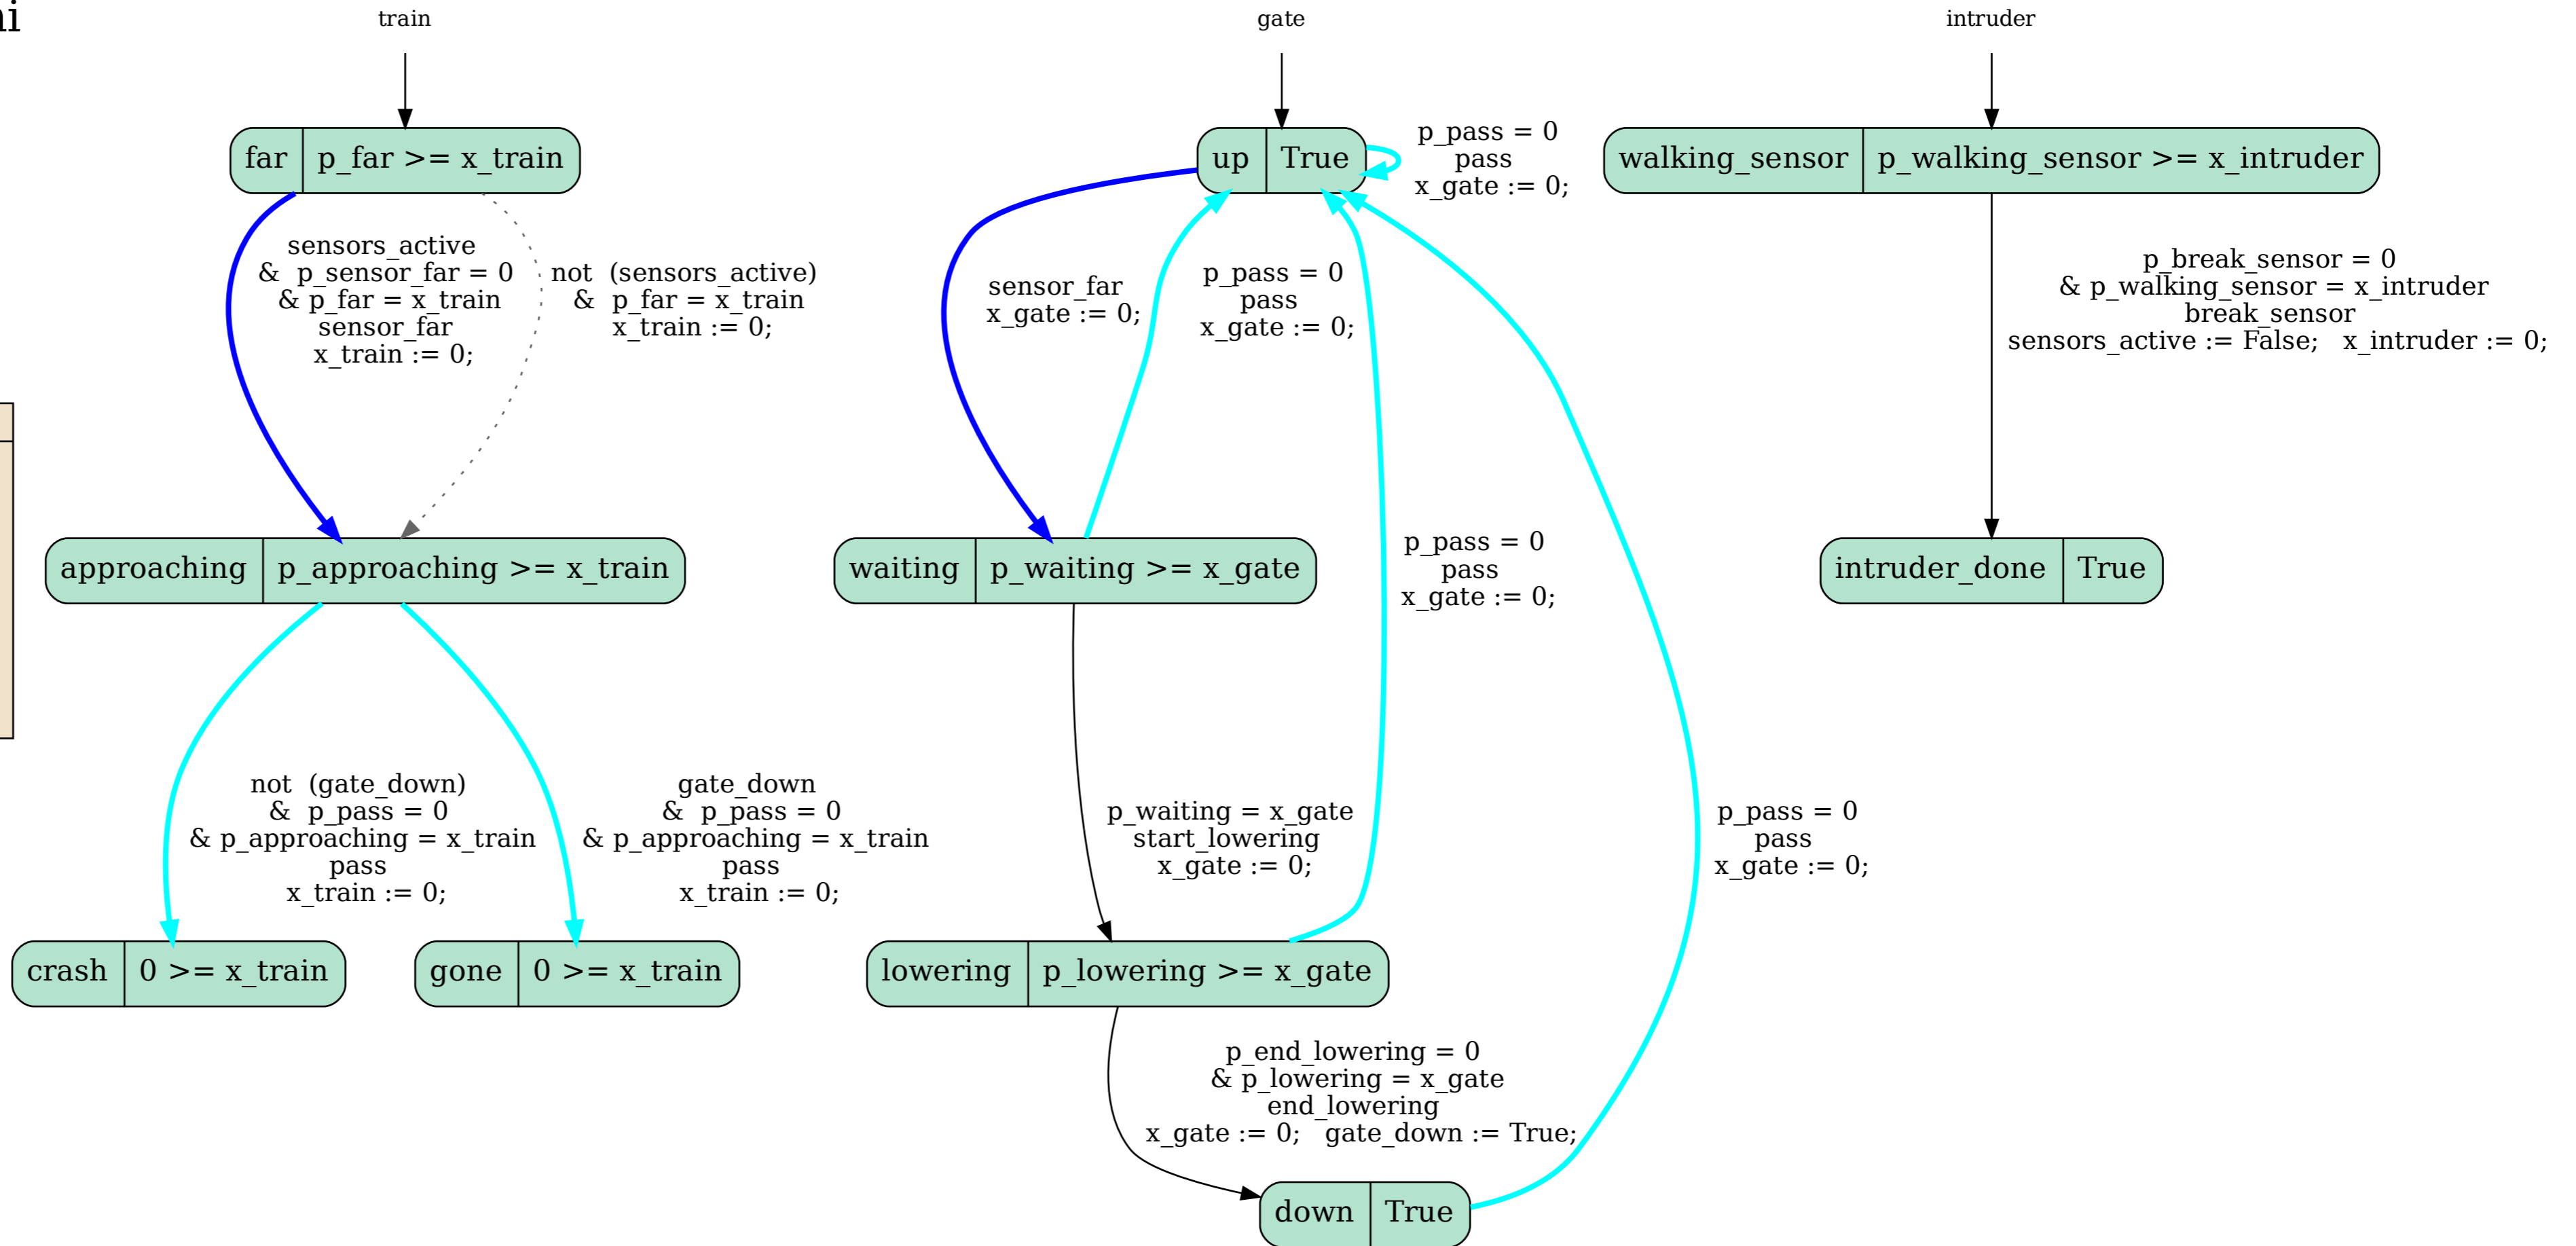 train
far
p_far >= x_train
sensors_active
& p_sensor_far = 0
& p_far = x_train
sensor_far
x_train := 0;
not (sensors_active)
& p_far = x_train
x_train := 0;
approaching
p_approaching >= x_train
not (gate_down)
& p_pass = 0
& p_approaching = x_train
pass
x_train := 0;
gate_down
& p_pass = 0
& p_approaching = x_train
pass
x_train := 0;
crash
0 >= x_train
gone
0 >= x_train
gate
up
True
p_pass = 0
pass
x_gate := 0;
sensor_far
x_gate := 0;
p_pass = 0
pass
x_gate := 0;
waiting
p_waiting >= x_gate
p_pass = 0
pass
x_gate := 0;
p_waiting = x_gate
start_lowering
x_gate := 0;
p_pass = 0
pass
x_gate := 0;
lowering
p_lowering >= x_gate
p_end_lowering = 0
& p_lowering = x_gate
end_lowering
x_gate := 0; gate_down := True;
down
True
intruder
walking_sensor
p_walking_sensor >= x_intruder
p_break_sensor = 0
& p_walking_sensor = x_intruder
break_sensor
sensors_active := False; x_intruder := 0;
intruder_done
True